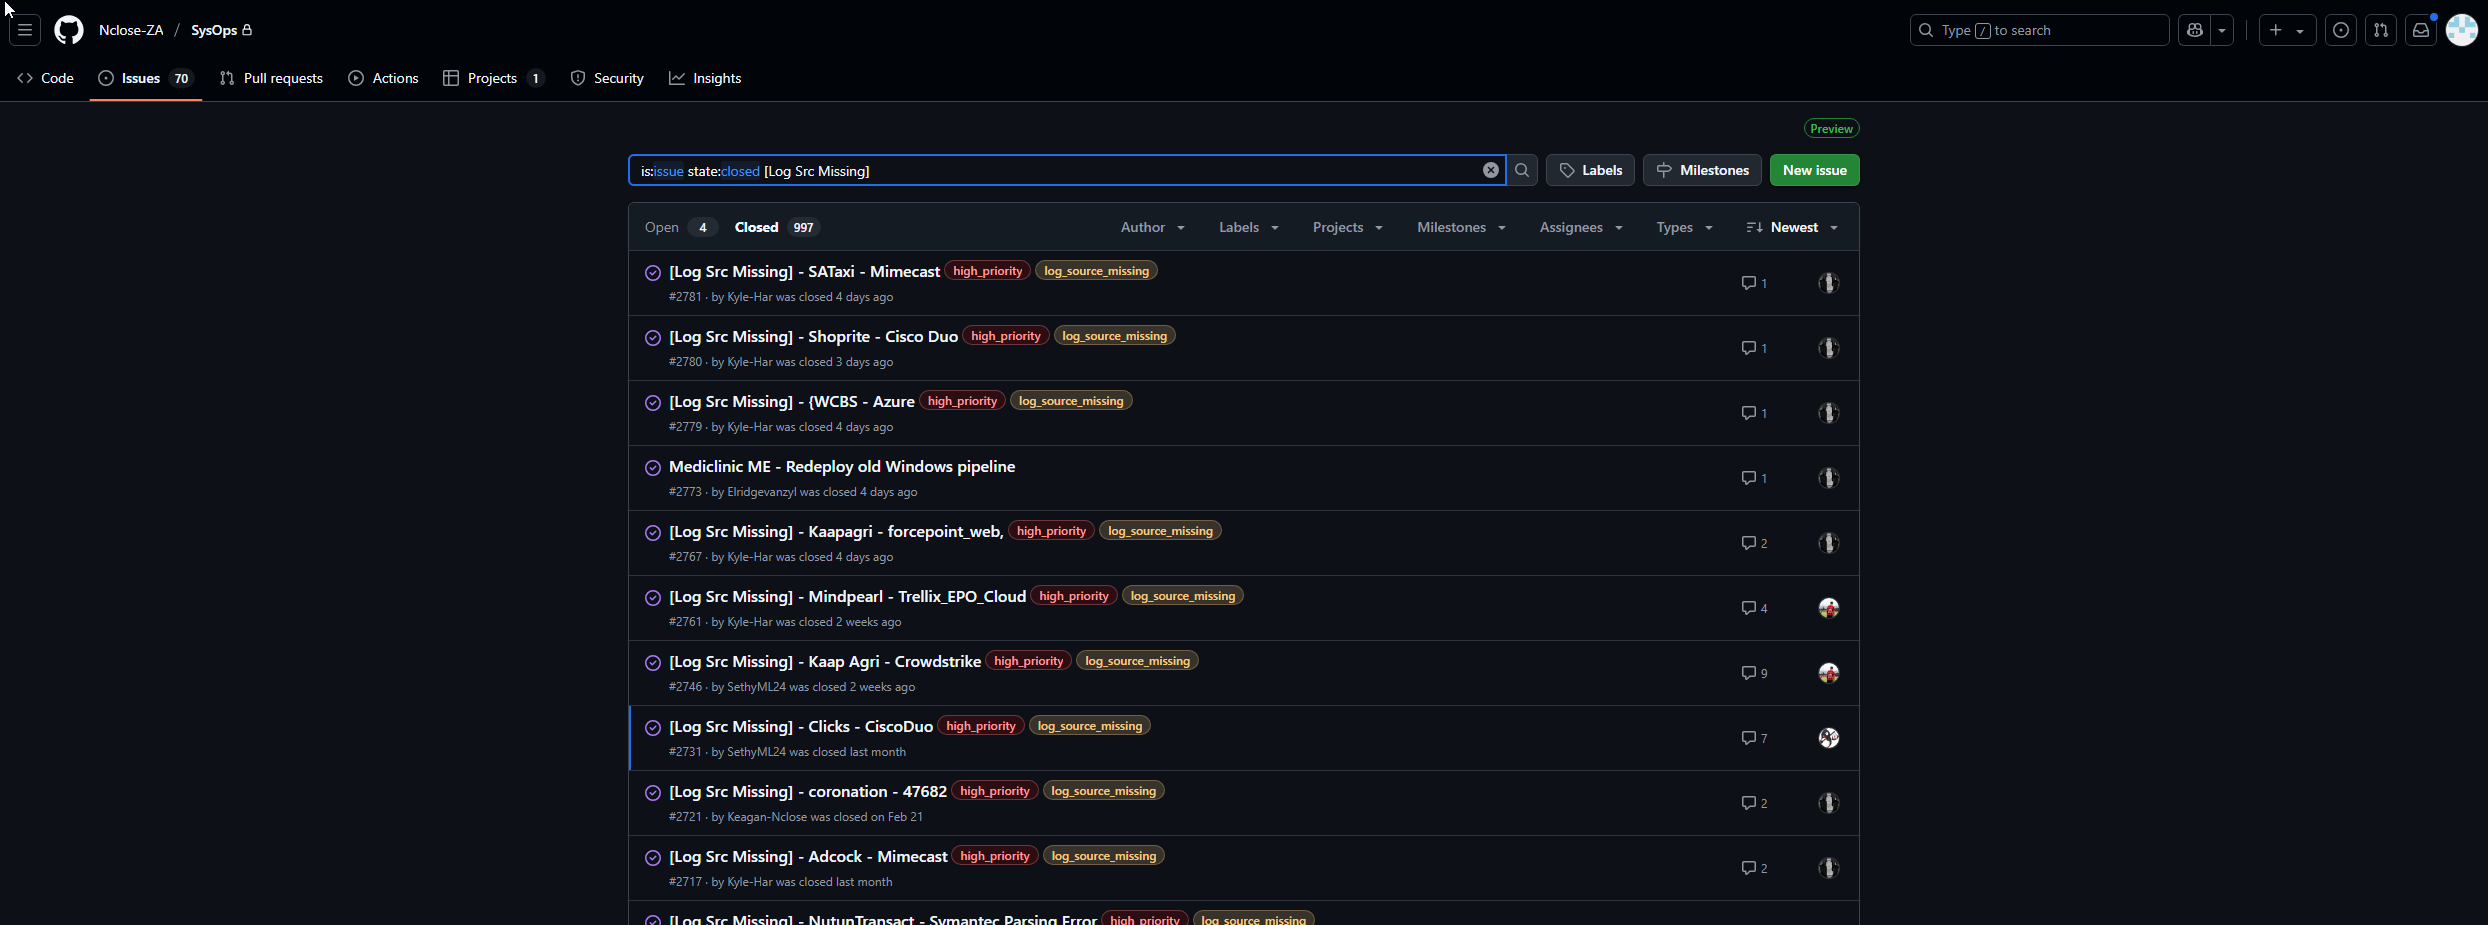 Nclose-ZA / SysOps
Type / to search
Code
Issues 70
Pull requests
Actions
Projects 1
Security
Insights
Preview
is:issue state:closed [Log Src Missing]
Labels
Milestones
New issue
Open 4
Closed 997
Author
Labels
Projects
Milestones
Assignees
Types
Newest
[Log Src Missing] - SATaxi - Mimecast high_priority log_source_missing
1
#2781 · by Kyle-Har was closed 4 days ago
[Log Src Missing] - Shoprite - Cisco Duo high_priority log_source_missing
1
#2780 · by Kyle-Har was closed 3 days ago
[Log Src Missing] - {WCBS - Azure high_priority log_source_missing
1
#2779 · by Kyle-Har was closed 4 days ago
Mediclinic ME - Redeploy old Windows pipeline
1
#2773 · by Elridgevanzyl was closed 4 days ago
[Log Src Missing] - Kaapagri - forcepoint_web, high_priority log_source_missing
2
#2767 · by Kyle-Har was closed 4 days ago
[Log Src Missing] - Mindpearl - Trellix_EPO_Cloud high_priority log_source_missing
4
#2761 · by Kyle-Har was closed 2 weeks ago
[Log Src Missing] - Kaap Agri - Crowdstrike high_priority log_source_missing
9
#2746 · by SethyML24 was closed 2 weeks ago
[Log Src Missing] - Clicks - CiscoDuo high_priority log_source_missing
7
#2731 · by SethyML24 was closed last month
[Log Src Missing] - coronation - 47682 high_priority log_source_missing
2
#2721 · by Keagan-Nclose was closed on Feb 21
[Log Src Missing] - Adcock - Mimecast high_priority log_source_missing
2
#2717 · by Kyle-Har was closed last month
[Log Src Missing] - NutunTransact - Symantec Parsing Error high_priority log_source_missing